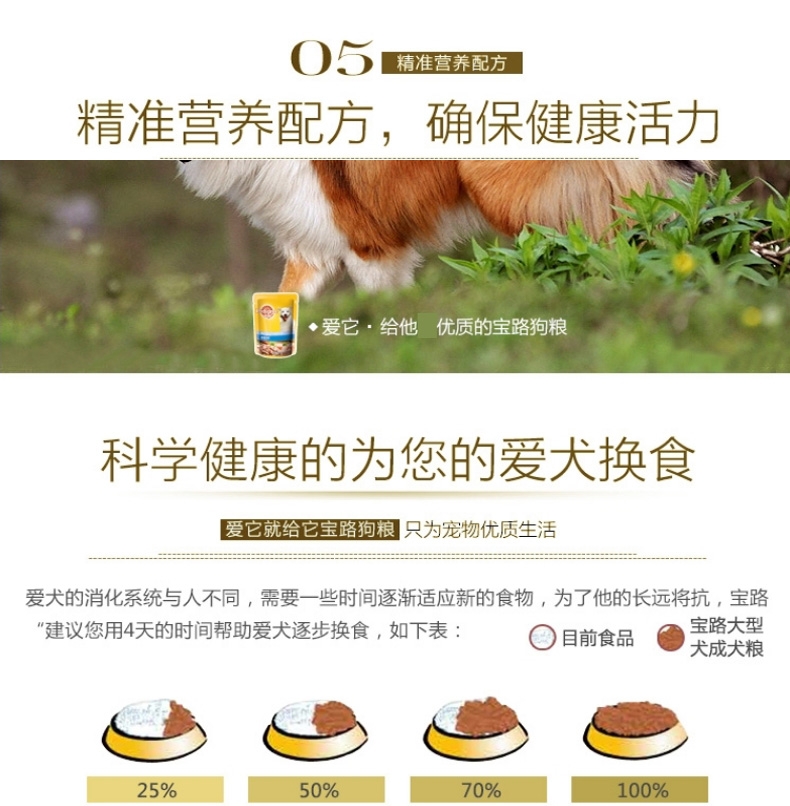 05 精准营养配方
精准营养配方，确保健康活力
爱它·给他 优质的宝路狗粮
科学健康的为您的爱犬换食
爱它就给它宝路狗粮 只为宠物优质生活
爱犬的消化系统与人不同，需要一些时间逐渐适应新的食物，为了他的长远将抗，宝路
“建议您用4天的时间帮助爱犬逐步换食，如下表：
目前食品
宝路大型
犬成犬粮
25% 50% 70% 100%